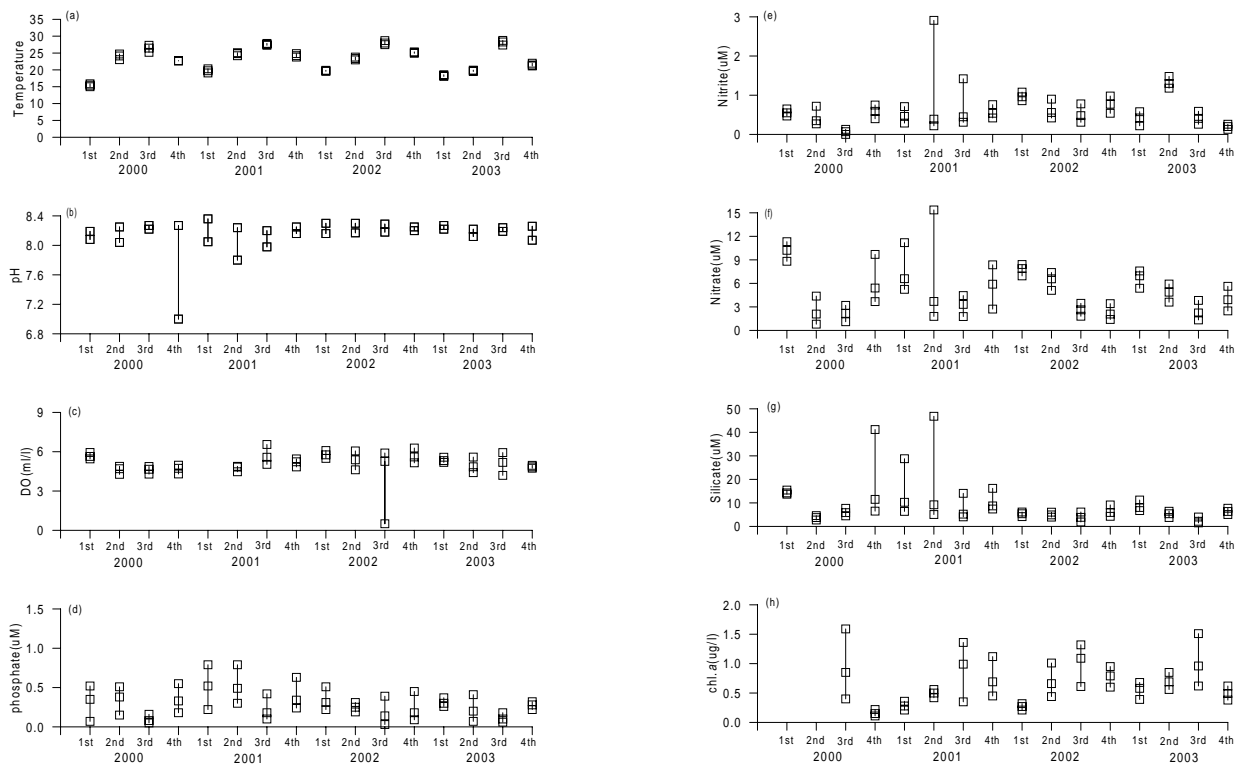 (a)
35
30
25
20
15
10
5
0
Temperature
1st 2nd 3rd 4th 1st 2nd 3rd 4th 1st 2nd 3rd 4th 1st 2nd 3rd 4th
2000 2001 2002 2003
(b)
8.4
8.0
7.6
7.2
6.8
pH
1st 2nd 3rd 4th 1st 2nd 3rd 4th 1st 2nd 3rd 4th 1st 2nd 3rd 4th
2000 2001 2002 2003
(c)
9
6
3
0
DO(ml/l)
1st 2nd 3rd 4th 1st 2nd 3rd 4th 1st 2nd 3rd 4th 1st 2nd 3rd 4th
2000 2001 2002 2003
(d)
1.5
1.0
0.5
0.0
phosphate(uM)
1st 2nd 3rd 4th 1st 2nd 3rd 4th 1st 2nd 3rd 4th 1st 2nd 3rd 4th
2000 2001 2002 2003
(e)
3
2
1
0
Nitrite(uM)
1st 2nd 3rd 4th 1st 2nd 3rd 4th 1st 2nd 3rd 4th 1st 2nd 3rd 4th
2000 2001 2002 2003
(f)
15
12
9
6
3
0
Nitrate(uM)
1st 2nd 3rd 4th 1st 2nd 3rd 4th 1st 2nd 3rd 4th 1st 2nd 3rd 4th
2000 2001 2002 2003
(g)
50
40
30
20
10
0
Silicate(uM)
1st 2nd 3rd 4th 1st 2nd 3rd 4th 1st 2nd 3rd 4th 1st 2nd 3rd 4th
2000 2001 2002 2003
(h)
2.0
1.5
1.0
0.5
0.0
chl.a(ug/l)
1st 2nd 3rd 4th 1st 2nd 3rd 4th 1st 2nd 3rd 4th 1st 2nd 3rd 4th
2000 2001 2002 2003